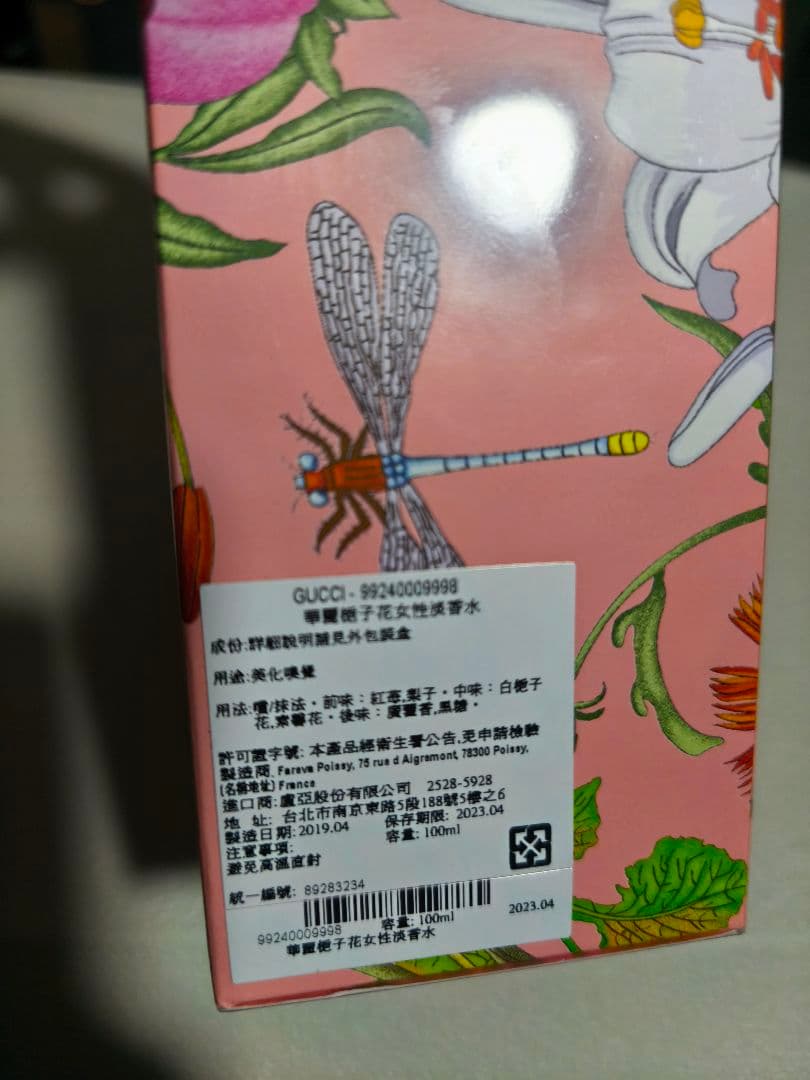 GUCCI - 99240009998
華麗梔子花女性淡香水
成份:詳細說明請見外包裝盒
用途:美化嗅覺
用法:噴/抹法。前味：紅莓,梨子。中味：白梔子
花,素馨花。後味：廣藿香,黑糖。
許可證字號: 本產品經衛生署公告,免申請檢驗
製造商 Fareva Poissy, 75 rue d Aigremont, 78300 Poissy,
(名稱地址) France
進口商:盧亞股份有限公司 2528-5928
地 址: 台北市南京東路5段188號5樓之6
製造日期:2019.04 保存期限: 2023.04
注意事項: 容量: 100ml
避免高溫直射
統一編號: 89283234
99240009998 容量: 100ml 2023.04
華麗梔子花女性淡香水